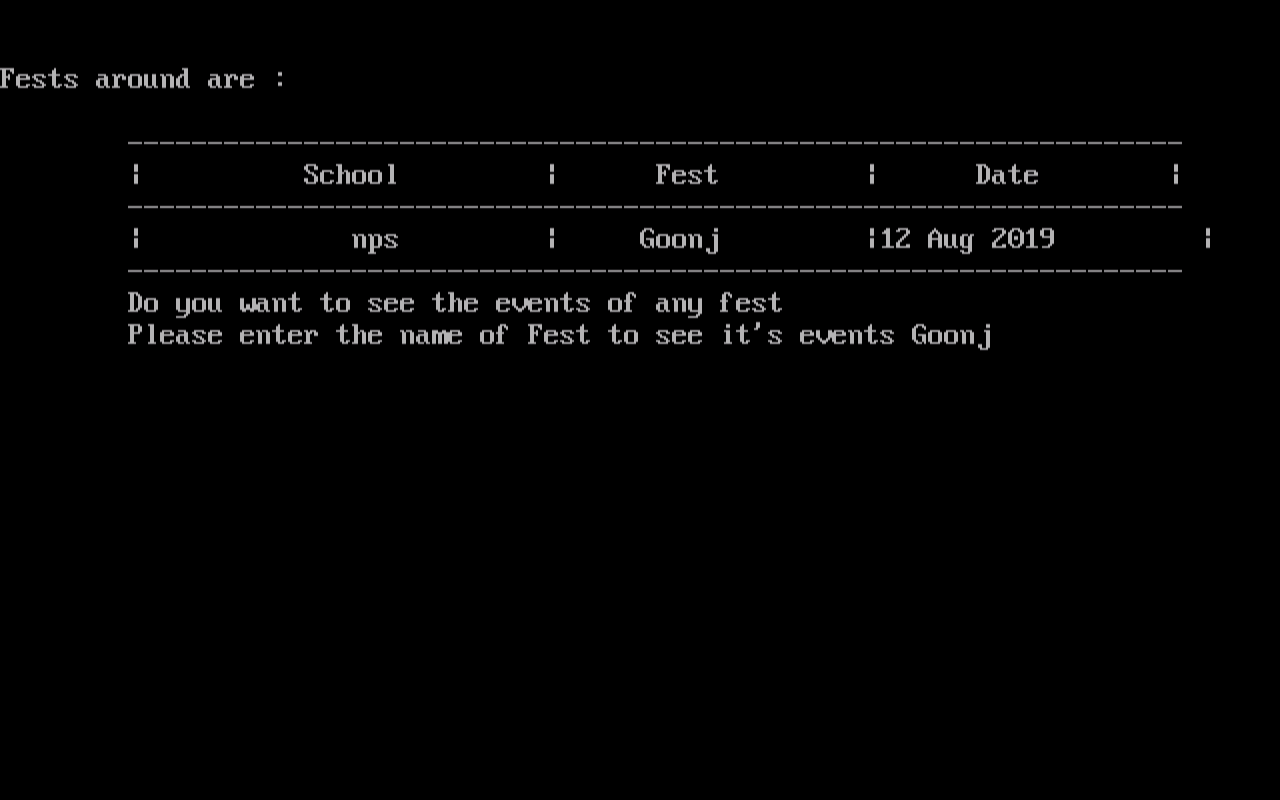 Fests around are :
------------------------------------------------------------------
| School | Fest | Date |
------------------------------------------------------------------
| nps | Goonj |12 Aug 2019 |
------------------------------------------------------------------
Do you want to see the events of any fest
Please enter the name of Fest to see it's events Goonj